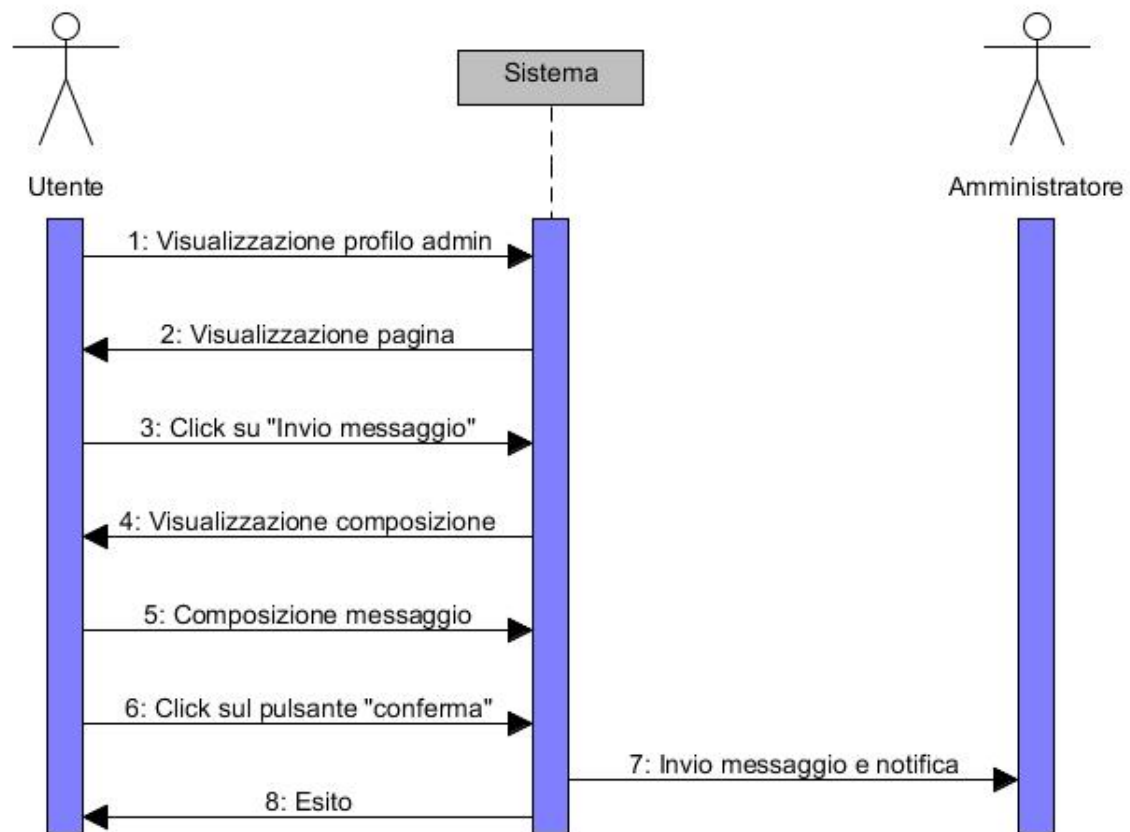 Sistema
Utente
Amministratore
1: Visualizzazione profilo admin
2: Visualizzazione pagina
3: Click su "Invio messaggio"
4: Visualizzazione composizione
5: Composizione messaggio
6: Click sul pulsante "conferma"
7: Invio messaggio e notifica
8: Esito